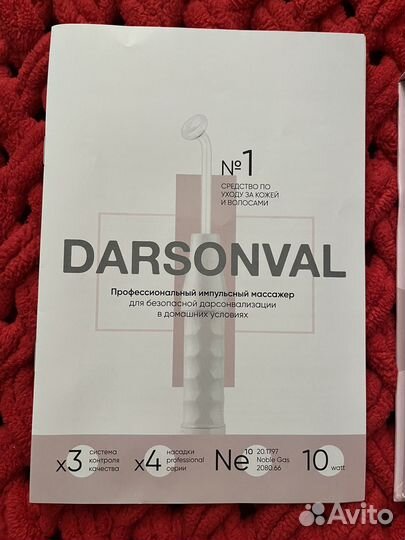 №1
СРЕДСТВО ПО
УХОДУ ЗА КОЖЕЙ
И ВОЛОСАМИ
DARSONVAL
Профессиональный импульсный массажер
для безопасной дарсонвализации
в домашних условиях
x3 система
контроля
качества
x4 насадки
professional
серии
Ne 10
20.1797
Noble Gas
2080.66
10 watt
Avito